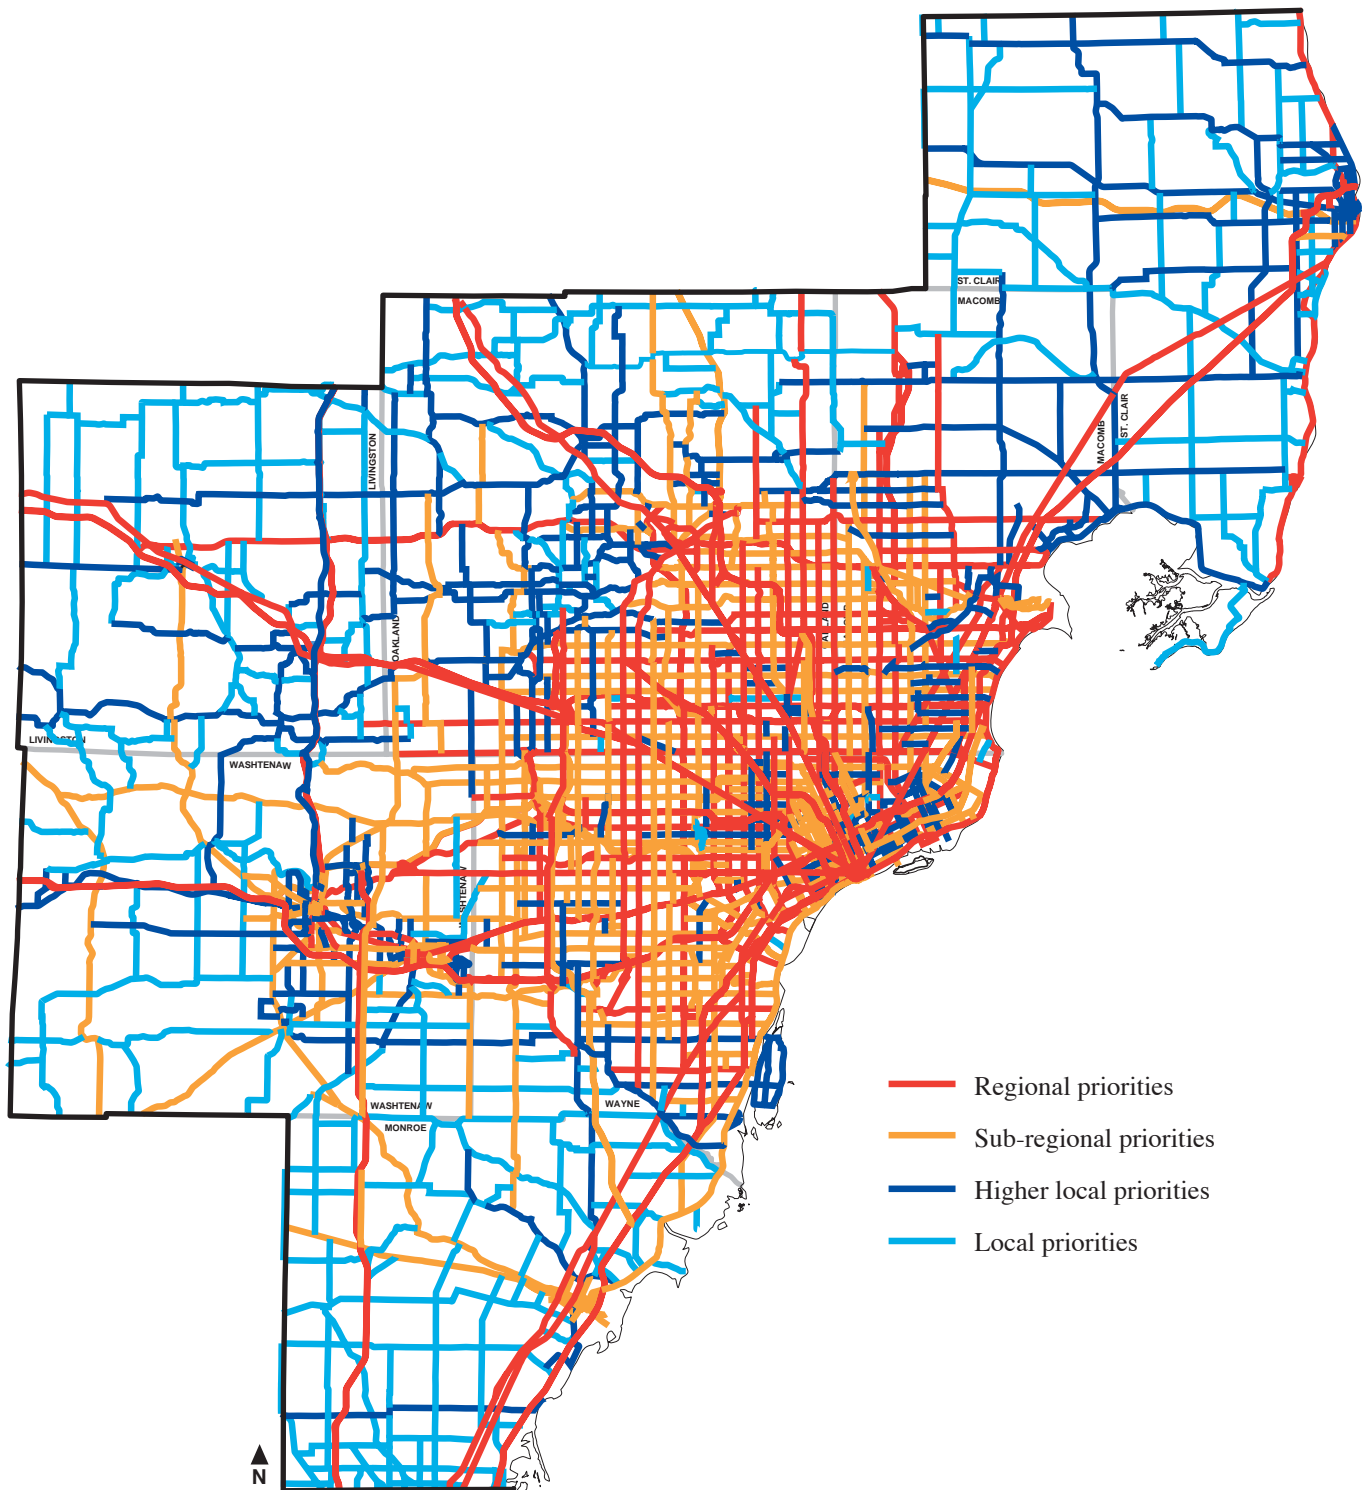 ST. CLAIR
MACOMB
LIVINGSTON
MACOMB
ST. CLAIR
OAKLAND
LIVINGSTON
WASHTENAW
WASHTENAW
MONROE
WAYNE
Regional priorities
Sub-regional priorities
Higher local priorities
Local priorities
N